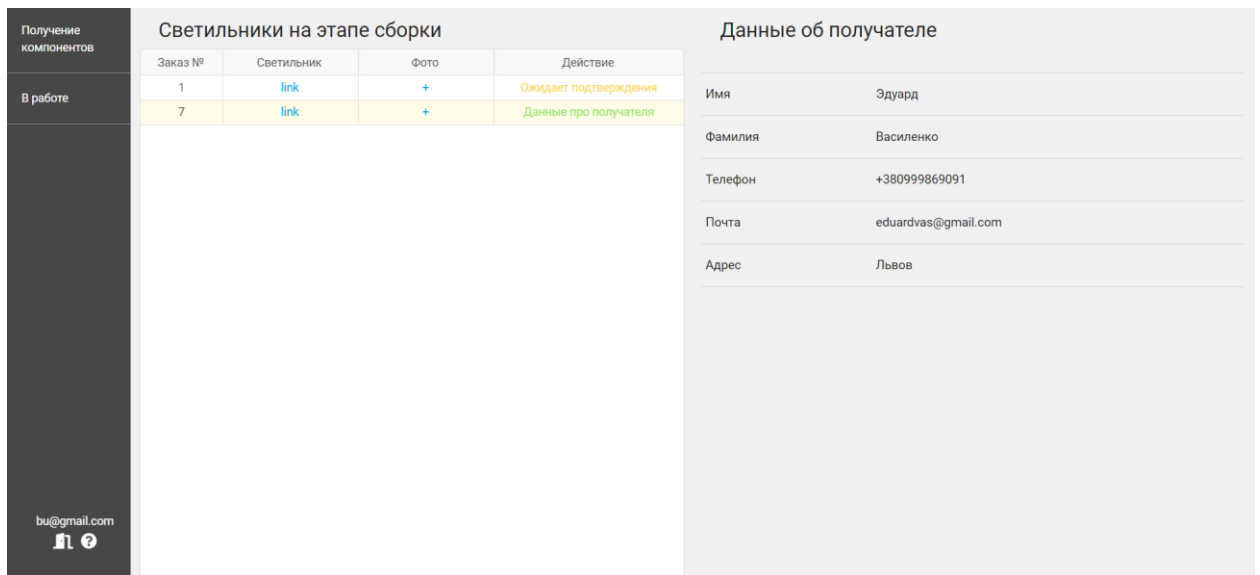 Получение
компонентов
В работе
bu@gmail.com
Светильники на этапе сборки
Заказ № Светильник Фото Действие
1 link + Ожидает подтверждения
7 link + Данные про получателя
Данные об получателе
Имя Эдуард
Фамилия Василенко
Телефон +380999869091
Почта eduardvas@gmail.com
Адрес Львов